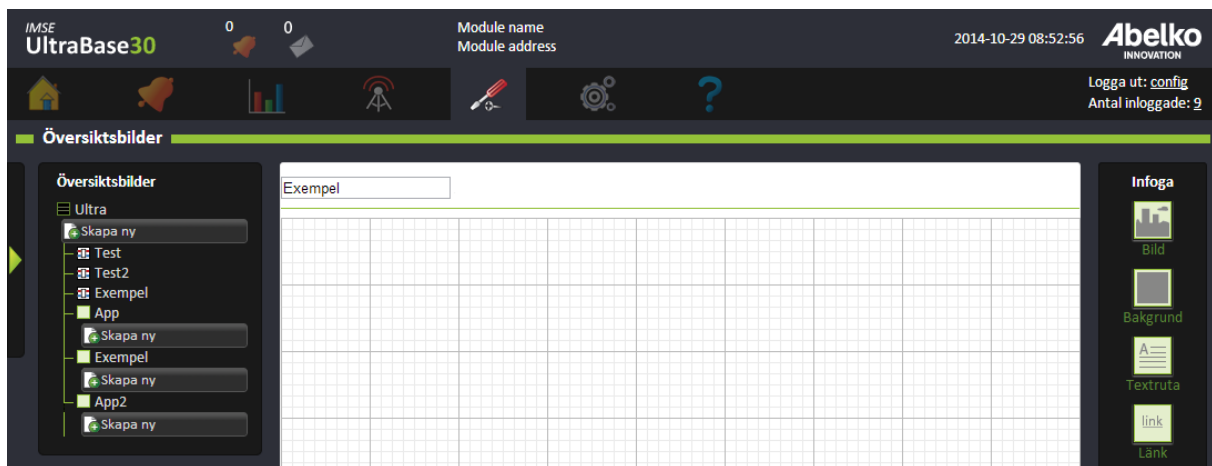 IMSE
UltraBase30
0
0
Module name
Module address
2014-10-29 08:52:56
Abelko
INNOVATION
Logga ut: config
Antal inloggade: 9
Översiktsbilder
Översiktsbilder
Ultra
Skapa ny
Test
Test2
Exempel
App
Skapa ny
Exempel
Skapa ny
App2
Skapa ny
Exempel
Infoga
Bild
Bakgrund
A
Textruta
link
Länk